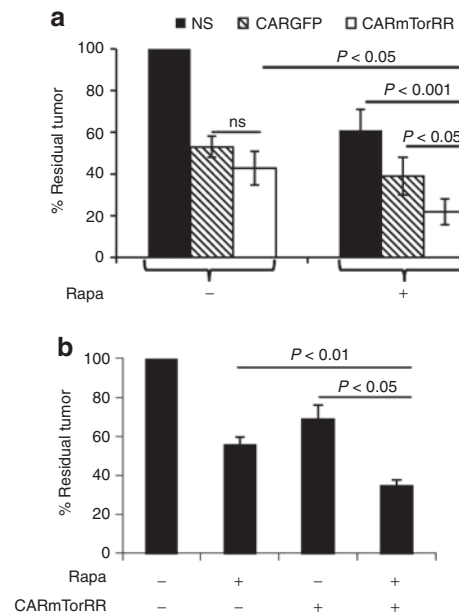 a
NS CARGFP CARmTorRR
% Residual tumor
100
80
60
40
20
0
ns
P < 0.05
P < 0.001
P < 0.05
Rapa – +
b
% Residual tumor
100
80
60
40
20
0
P < 0.01
P < 0.05
Rapa – + – +
CARmTorRR – – + +